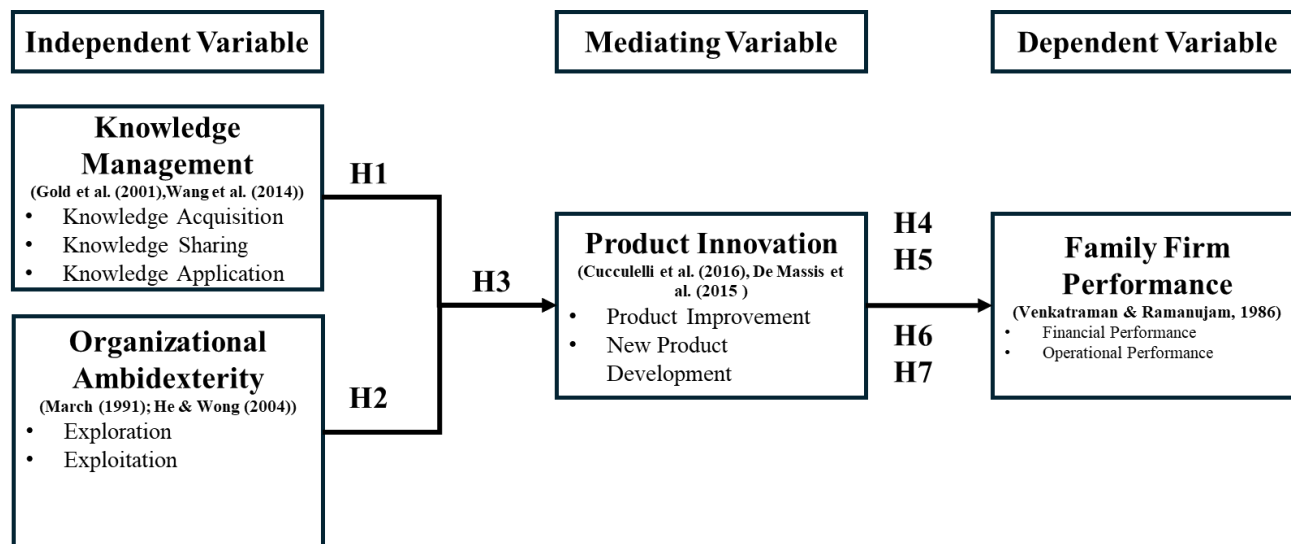 Independent Variable
Mediating Variable
Dependent Variable
Knowledge
Management
(Gold et al. (2001),Wang et al. (2014))
• Knowledge Acquisition
• Knowledge Sharing
• Knowledge Application
H1
Organizational
Ambidexterity
(March (1991); He & Wong (2004))
• Exploration
• Exploitation
H2
H3
Product Innovation
(Cucculelli et al. (2016), De Massis et
al. (2015 )
• Product Improvement
• New Product
Development
H4
H5
H6
H7
Family Firm
Performance
(Venkatraman & Ramanujam, 1986)
• Financial Performance
• Operational Performance